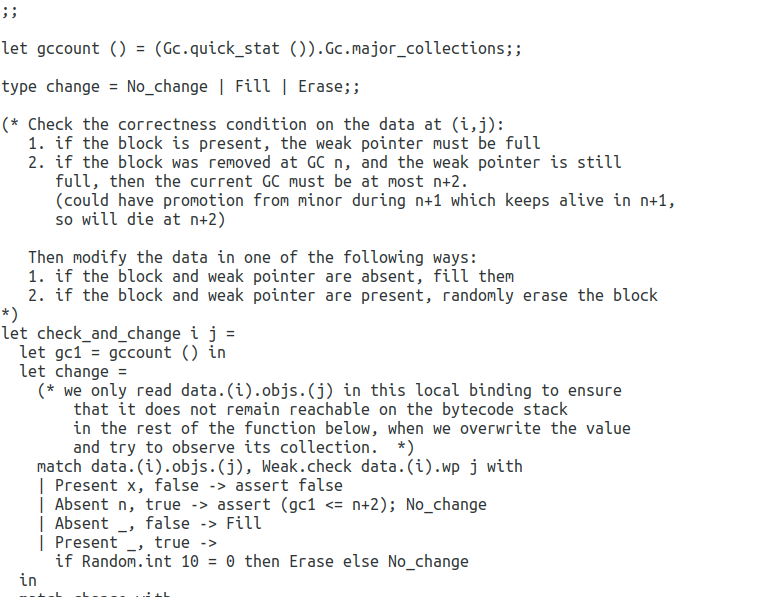 ;;
let gccount () = (Gc.quick_stat ()).Gc.major_collections;;
type change = No_change | Fill | Erase;;
(* Check the correctness condition on the data at (i,j):
   1. if the block is present, the weak pointer must be full
   2. if the block was removed at GC n, and the weak pointer is still
      full, then the current GC must be at most n+2.
      (could have promotion from minor during n+1 which keeps alive in n+1,
      so will die at n+2)
   Then modify the data in one of the following ways:
   1. if the block and weak pointer are absent, fill them
   2. if the block and weak pointer are present, randomly erase the block
*)
let check_and_change i j =
  let gc1 = gccount () in
  let change =
    (* we only read data.(i).objs.(j) in this local binding to ensure
        that it does not remain reachable on the bytecode stack
        in the rest of the function below, when we overwrite the value
        and try to observe its collection.  *)
    match data.(i).objs.(j), Weak.check data.(i).wp j with
    | Present x, false -> assert false
    | Absent n, true -> assert (gc1 <= n+2); No_change
    | Absent _, false -> Fill
    | Present _, true ->
      if Random.int 10 = 0 then Erase else No_change
  in
  match change with